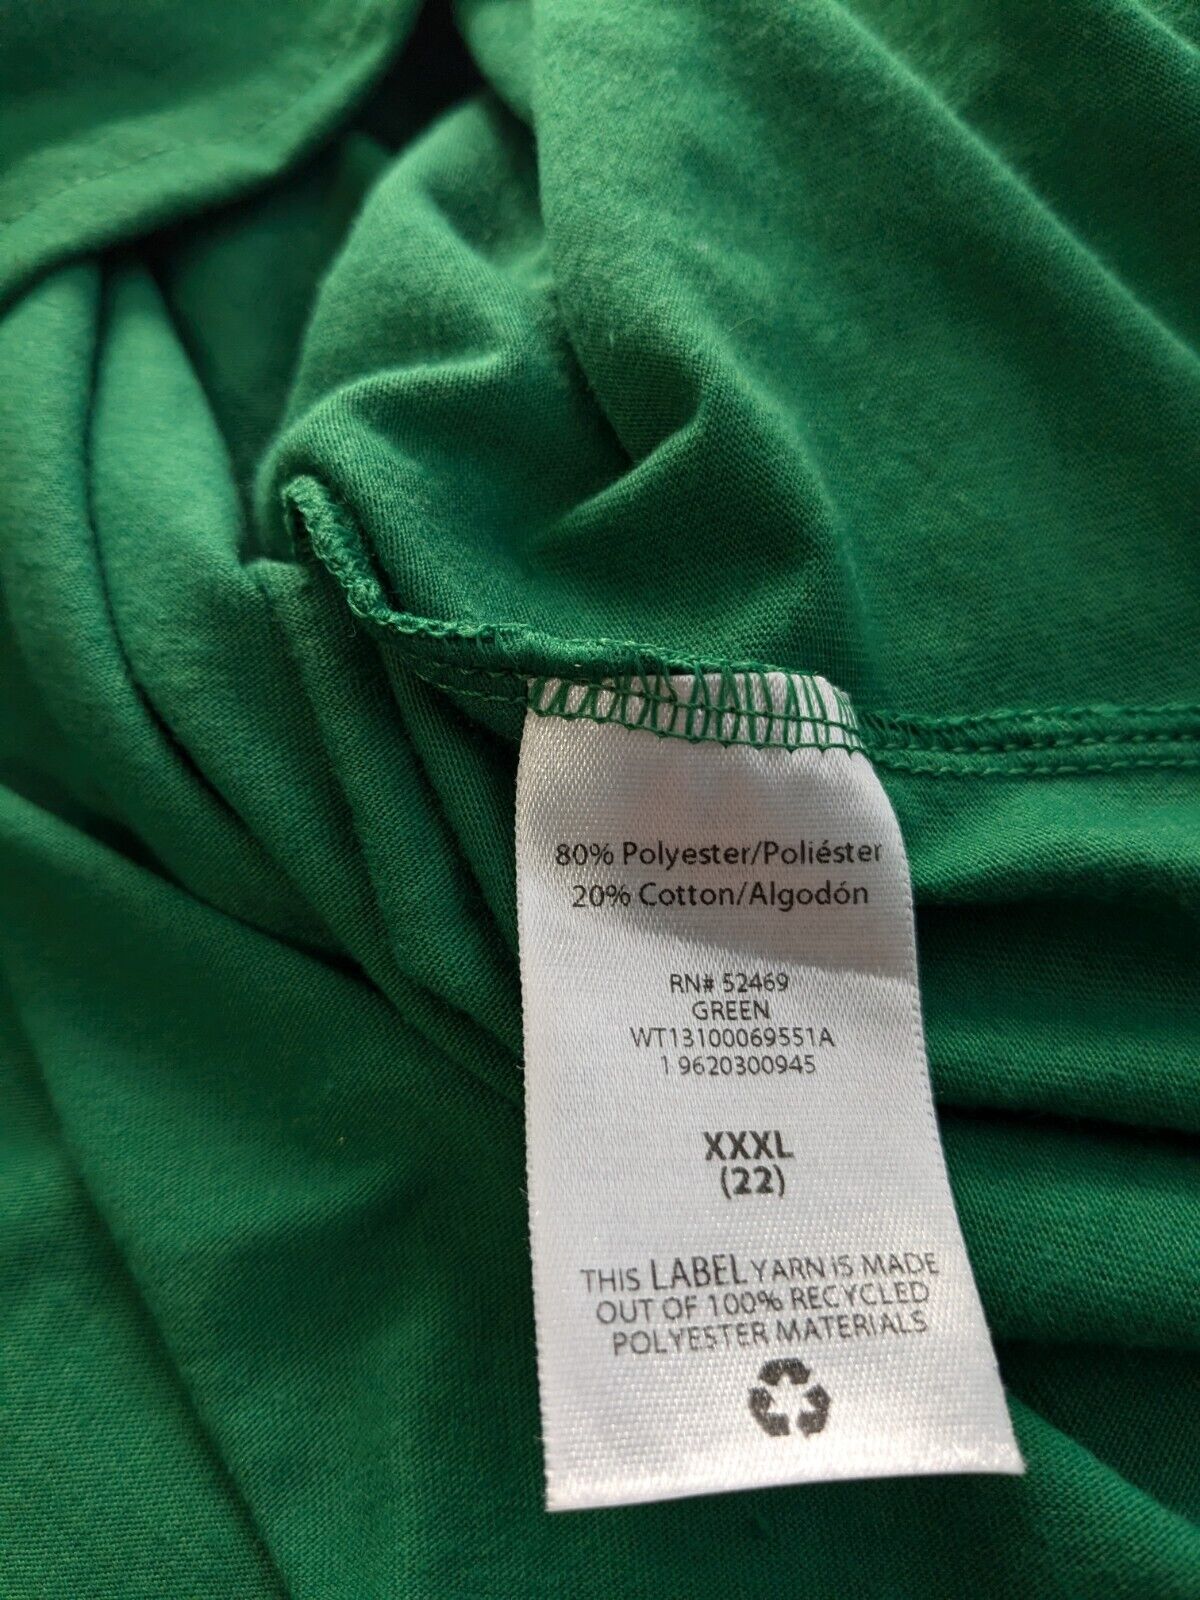 80% Polyester/Poliéster
20% Cotton/Algodón
RN# 52469
GREEN
WT13100069551A
1 9620300945
XXXL
(22)
THIS LABEL YARN IS MADE
OUT OF 100% RECYCLED
POLYESTER MATERIALS